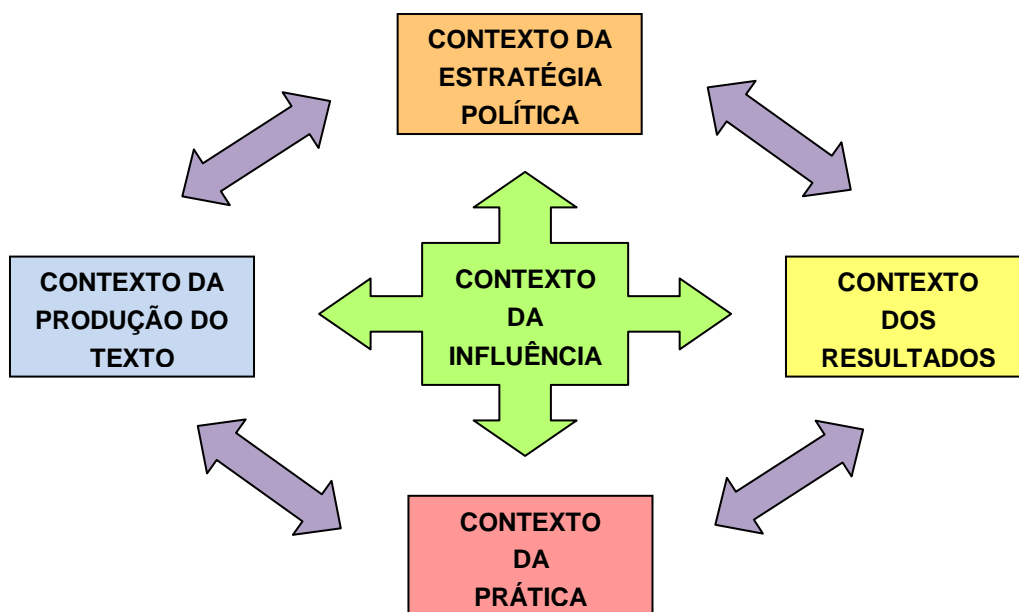 CONTEXTO DA
ESTRATÉGIA
POLÍTICA
CONTEXTO DA
PRODUÇÃO DO
TEXTO
CONTEXTO
DA
INFLUÊNCIA
CONTEXTO
DOS
RESULTADOS
CONTEXTO
DA
PRÁTICA